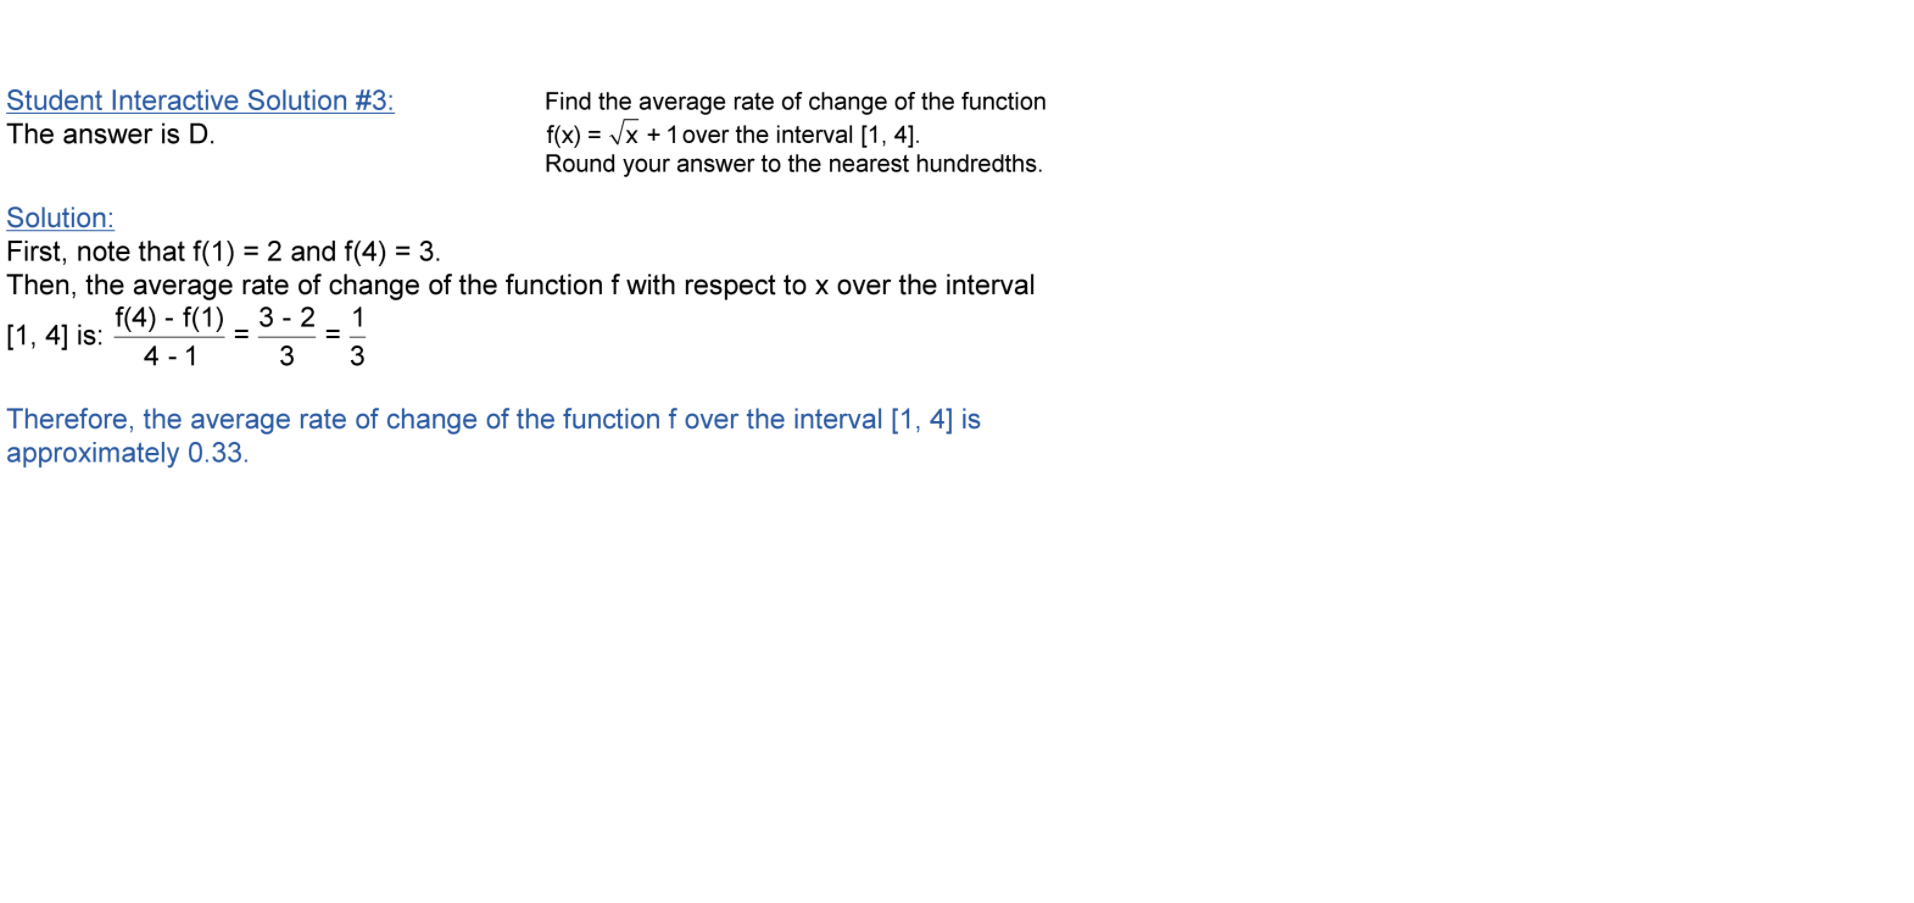 Student Interactive Solution #3:
The answer is D.
Find the average rate of change of the function
f(x) = √x + 1 over the interval [1, 4].
Round your answer to the nearest hundredths.
Solution:
First, note that f(1) = 2 and f(4) = 3.
Then, the average rate of change of the function f with respect to x over the interval
[1, 4] is: (f(4) - f(1))/(4 - 1) = (3 - 2)/3 = 1/3
Therefore, the average rate of change of the function f over the interval [1, 4] is
approximately 0.33.